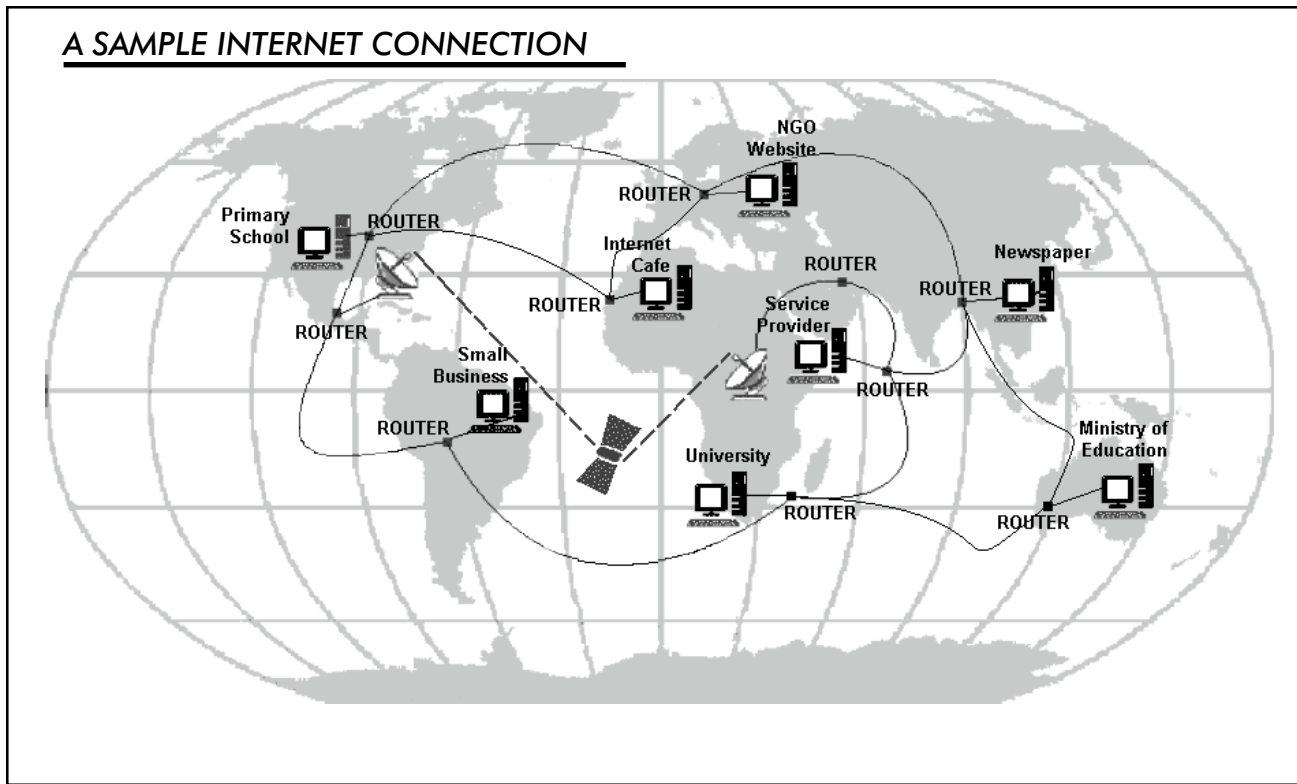 A SAMPLE INTERNET CONNECTION
NGO
Website
ROUTER
Primary
School
ROUTER
Internet
Cafe
ROUTER
ROUTER
Newspaper
ROUTER
Service
Provider
ROUTER
Small
Business
ROUTER
ROUTER
University
ROUTER
Ministry of
Education
ROUTER